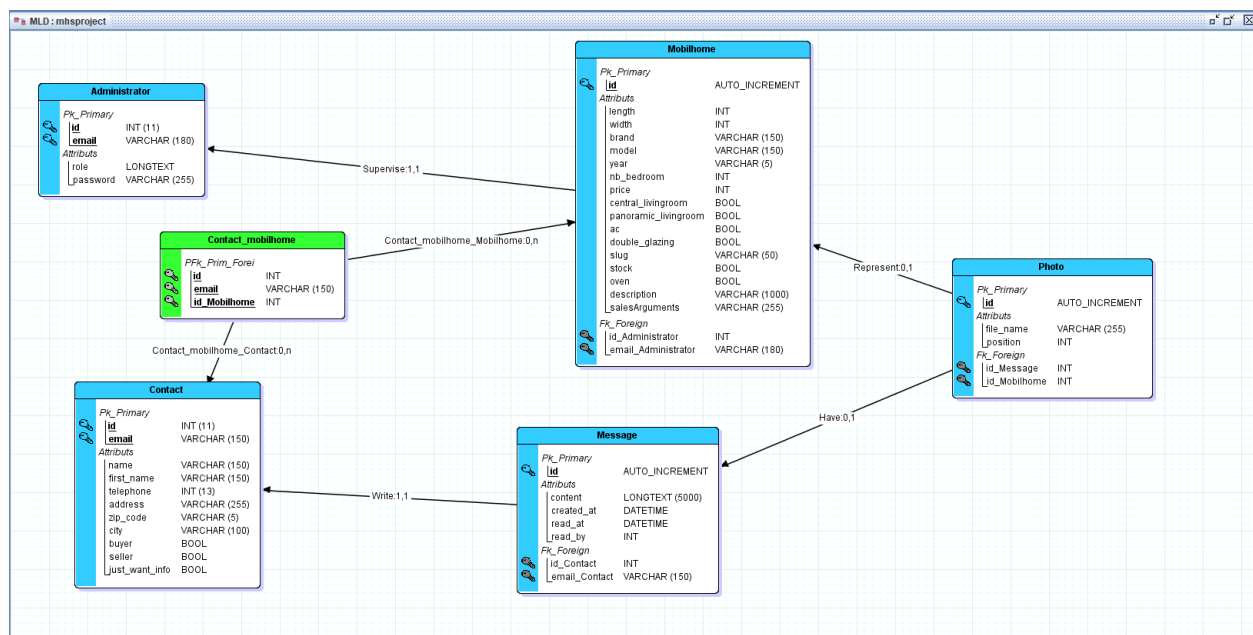 MLD : mhsproject
Mobilhome
Pk_Primary
id AUTO_INCREMENT
Attributs
length INT
width INT
brand VARCHAR (150)
model VARCHAR (150)
year VARCHAR (5)
nb_bedroom INT
price INT
central_livingroom BOOL
panoramic_livingroom BOOL
ac BOOL
double_glazing BOOL
slug VARCHAR (50)
stock BOOL
oven BOOL
description VARCHAR (1000)
salesArguments VARCHAR (255)
Fk_Foreign
id_Administrator INT
email_Administrator VARCHAR (180)
Administrator
Pk_Primary
id INT (11)
email VARCHAR (180)
Attributs
role LONGTEXT
password VARCHAR (255)
Supervise:1,1
Contact_mobilhome
PFk_Prim_Forei
id INT
email VARCHAR (150)
id_Mobilhome INT
Contact_mobilhome_Mobilhome:0,n
Contact_mobilhome_Contact:0,n
Represent:0,1
Photo
Pk_Primary
id AUTO_INCREMENT
Attributs
file_name VARCHAR (255)
position INT
Fk_Foreign
id_Message INT
id_Mobilhome INT
Have:0,1
Contact
Pk_Primary
id INT (11)
email VARCHAR (150)
Attributs
name VARCHAR (150)
first_name VARCHAR (150)
telephone INT (13)
address VARCHAR (255)
zip_code VARCHAR (5)
city VARCHAR (100)
buyer BOOL
seller BOOL
just_want_info BOOL
Write:1,1
Message
Pk_Primary
id AUTO_INCREMENT
Attributs
content LONGTEXT (5000)
created_at DATETIME
read_at DATETIME
read_by INT
Fk_Foreign
id_Contact INT
email_Contact VARCHAR (150)